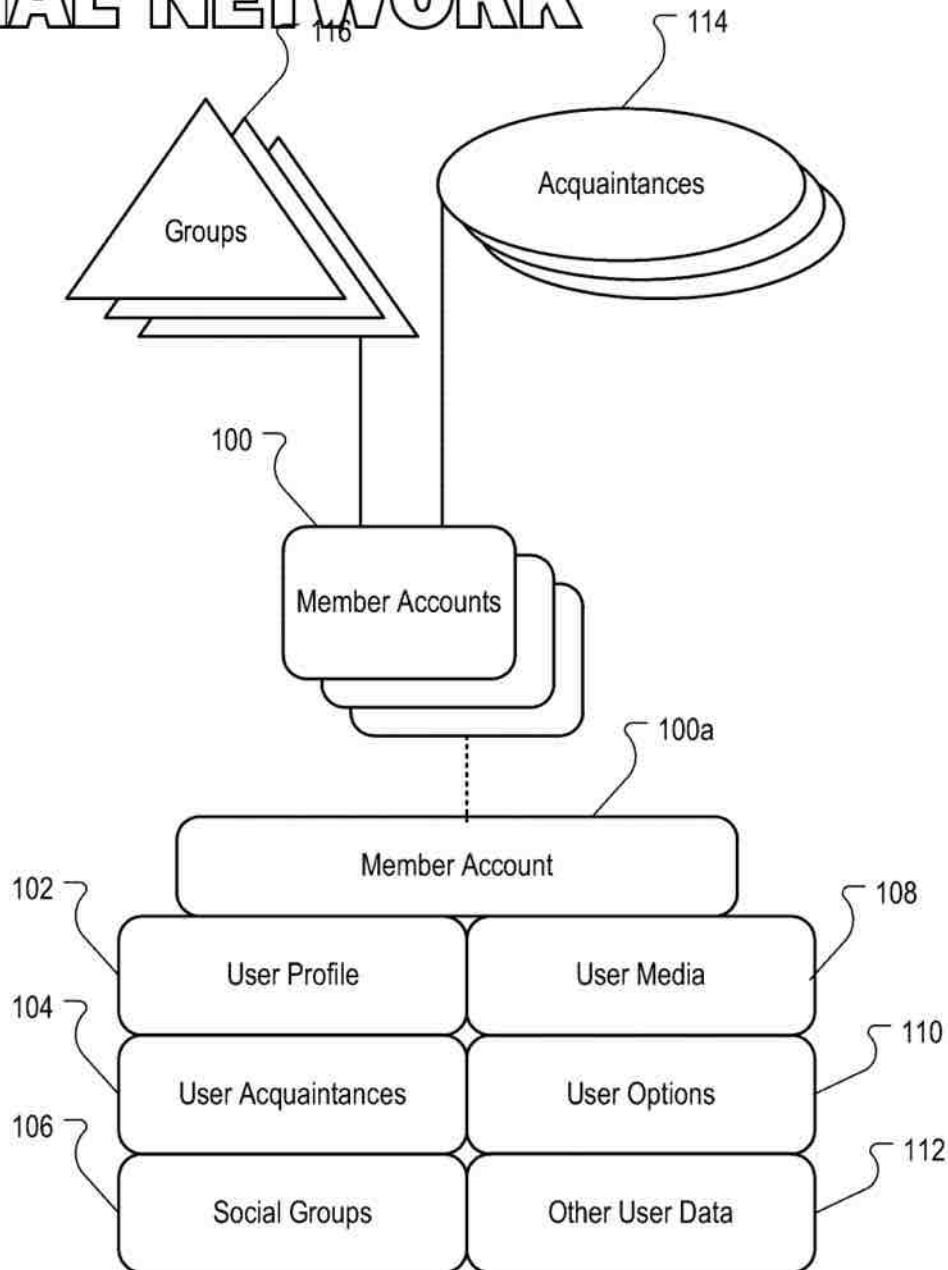 NETWORK
116
114
Acquaintances
Groups
100
Member Accounts
100a
Member Account
102
108
User Profile
User Media
104
110
User Acquaintances
User Options
106
112
Social Groups
Other User Data